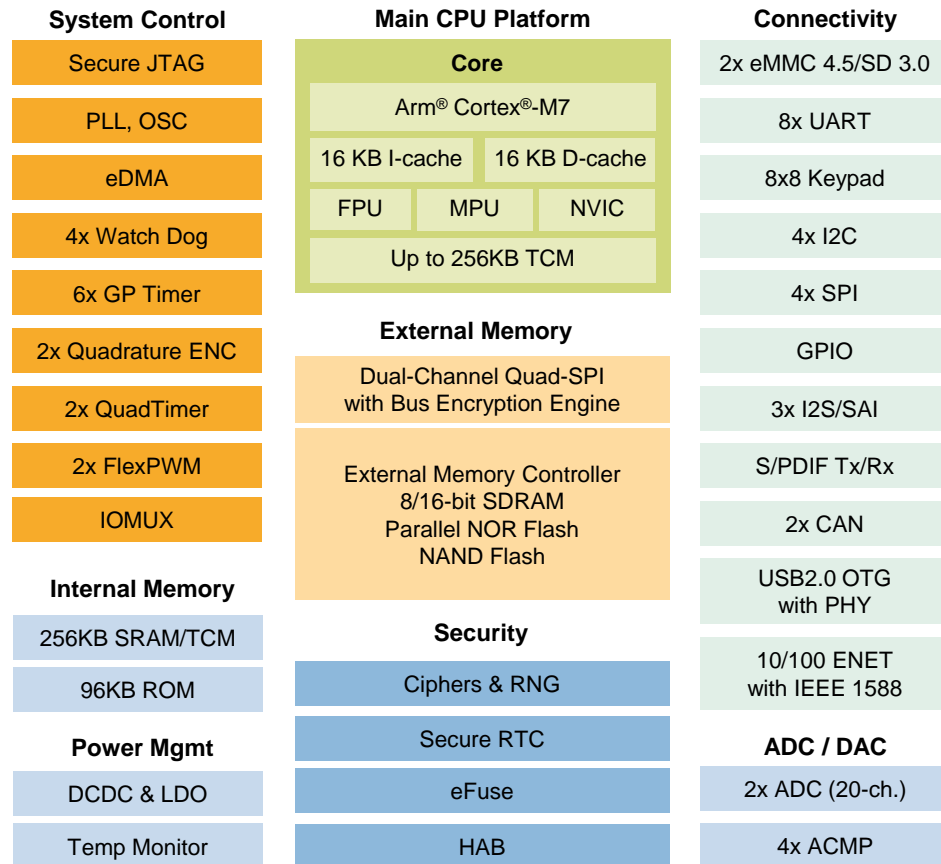 System Control
Secure JTAG
PLL, OSC
eDMA
4x Watch Dog
6x GP Timer
2x Quadrature ENC
2x QuadTimer
2x FlexPWM
IOMUX
Internal Memory
256KB SRAM/TCM
96KB ROM
Power Mgmt
DCDC & LDO
Temp Monitor
Main CPU Platform
Core
Arm® Cortex®-M7
16 KB I-cache
16 KB D-cache
FPU
MPU
NVIC
Up to 256KB TCM
External Memory
Dual-Channel Quad-SPI
with Bus Encryption Engine
External Memory Controller
8/16-bit SDRAM
Parallel NOR Flash
NAND Flash
Security
Ciphers & RNG
Secure RTC
eFuse
HAB
Connectivity
2x eMMC 4.5/SD 3.0
8x UART
8x8 Keypad
4x I2C
4x SPI
GPIO
3x I2S/SAI
S/PDIF Tx/Rx
2x CAN
USB2.0 OTG
with PHY
10/100 ENET
with IEEE 1588
ADC / DAC
2x ADC (20-ch.)
4x ACMP